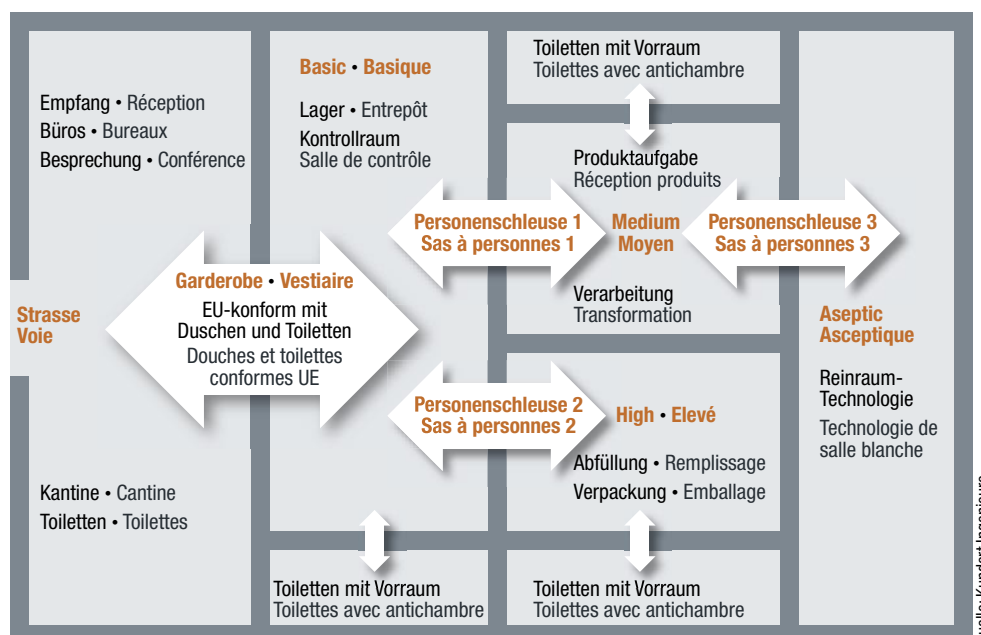 Empfang • Réception
Büros • Bureaux
Besprechung • Conférence
Strasse
Voie
Garderobe • Vestiaire
EU-konform mit
Duschen und Toiletten
Douches et toilettes
conformes UE
Kantine • Cantine
Toiletten • Toilettes
Basic • Basique
Lager • Entrepôt
Kontrollraum
Salle de contrôle
Personenschleuse 1
Sas à personnes 1
Personenschleuse 2
Sas à personnes 2
Toiletten mit Vorraum
Toilettes avec antichambre
Toiletten mit Vorraum
Toilettes avec antichambre
Produktaufgabe
Réception produits
Medium
Moyen
Verarbeitung
Transformation
Personenschleuse 3
Sas à personnes 3
High • Elevé
Abfüllung • Remplissage
Verpackung • Emballage
Toiletten mit Vorraum
Toilettes avec antichambre
Aseptic
Asceptique
Reinraum-
Technologie
Technologie de
salle blanche
Kundert Ingenieure